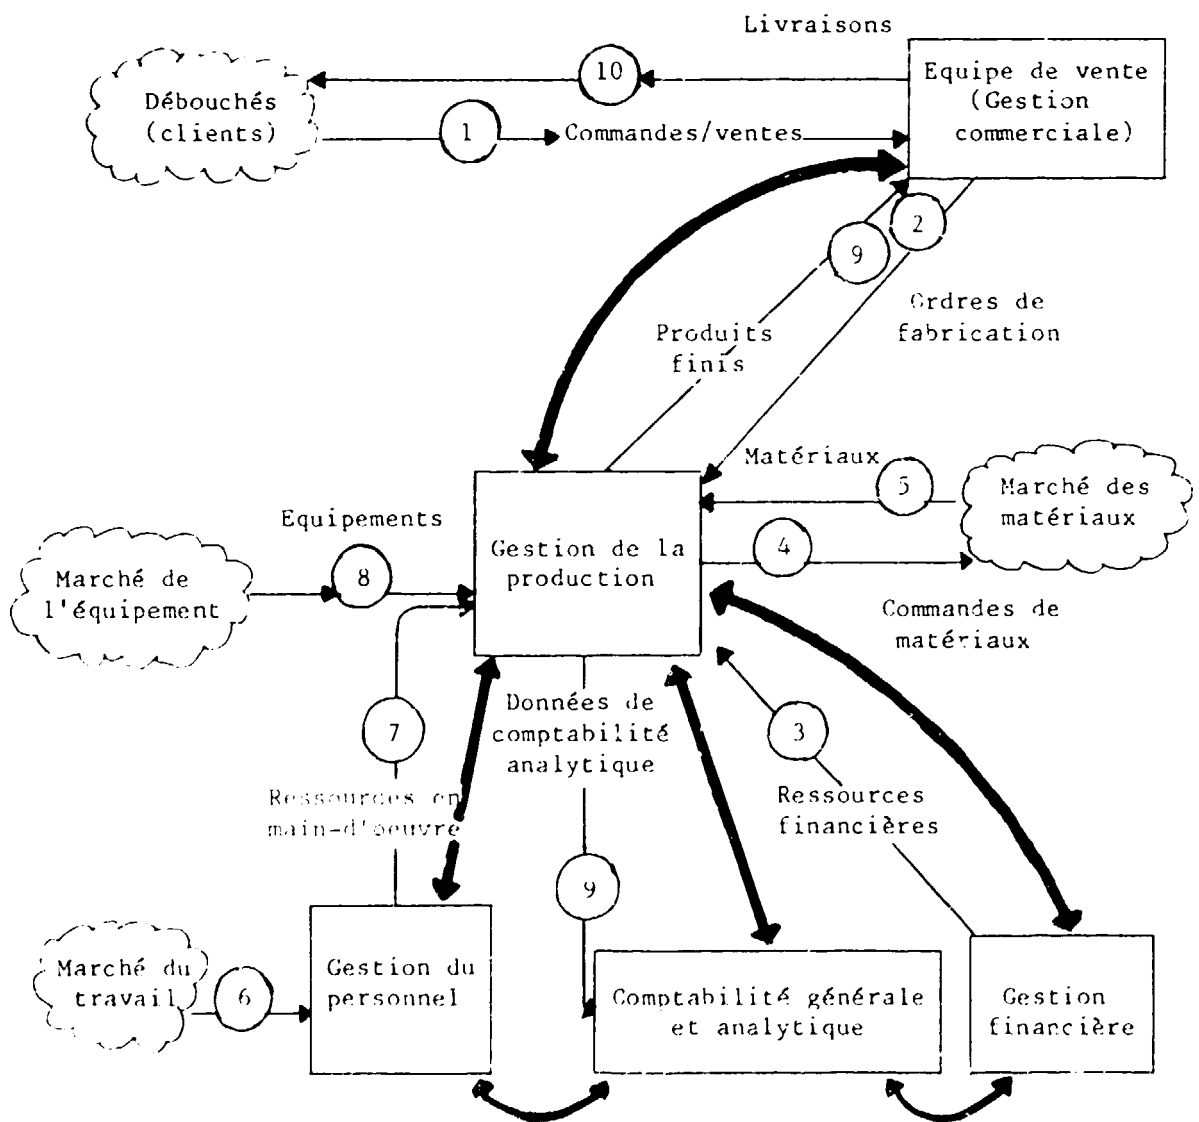 Livraisons
10
Equipe de vente
(Gestion
commerciale)
Débouchés
(clients)
1
Commandes/ventes
2
9
Ordres de
fabrication
Produits
finis
Matériaux
5
Marché des
matériaux
Equipements
4
Gestion de la
production
8
Marché de
l'équipement
Commandes de
matériaux
Données de
comptabilité
analytique
7
3
Ressources en
main-d'oeuvre
Ressources
financières
9
Marché du
travail
6
Gestion du
personnel
Comptabilité générale
et analytique
Gestion
financière